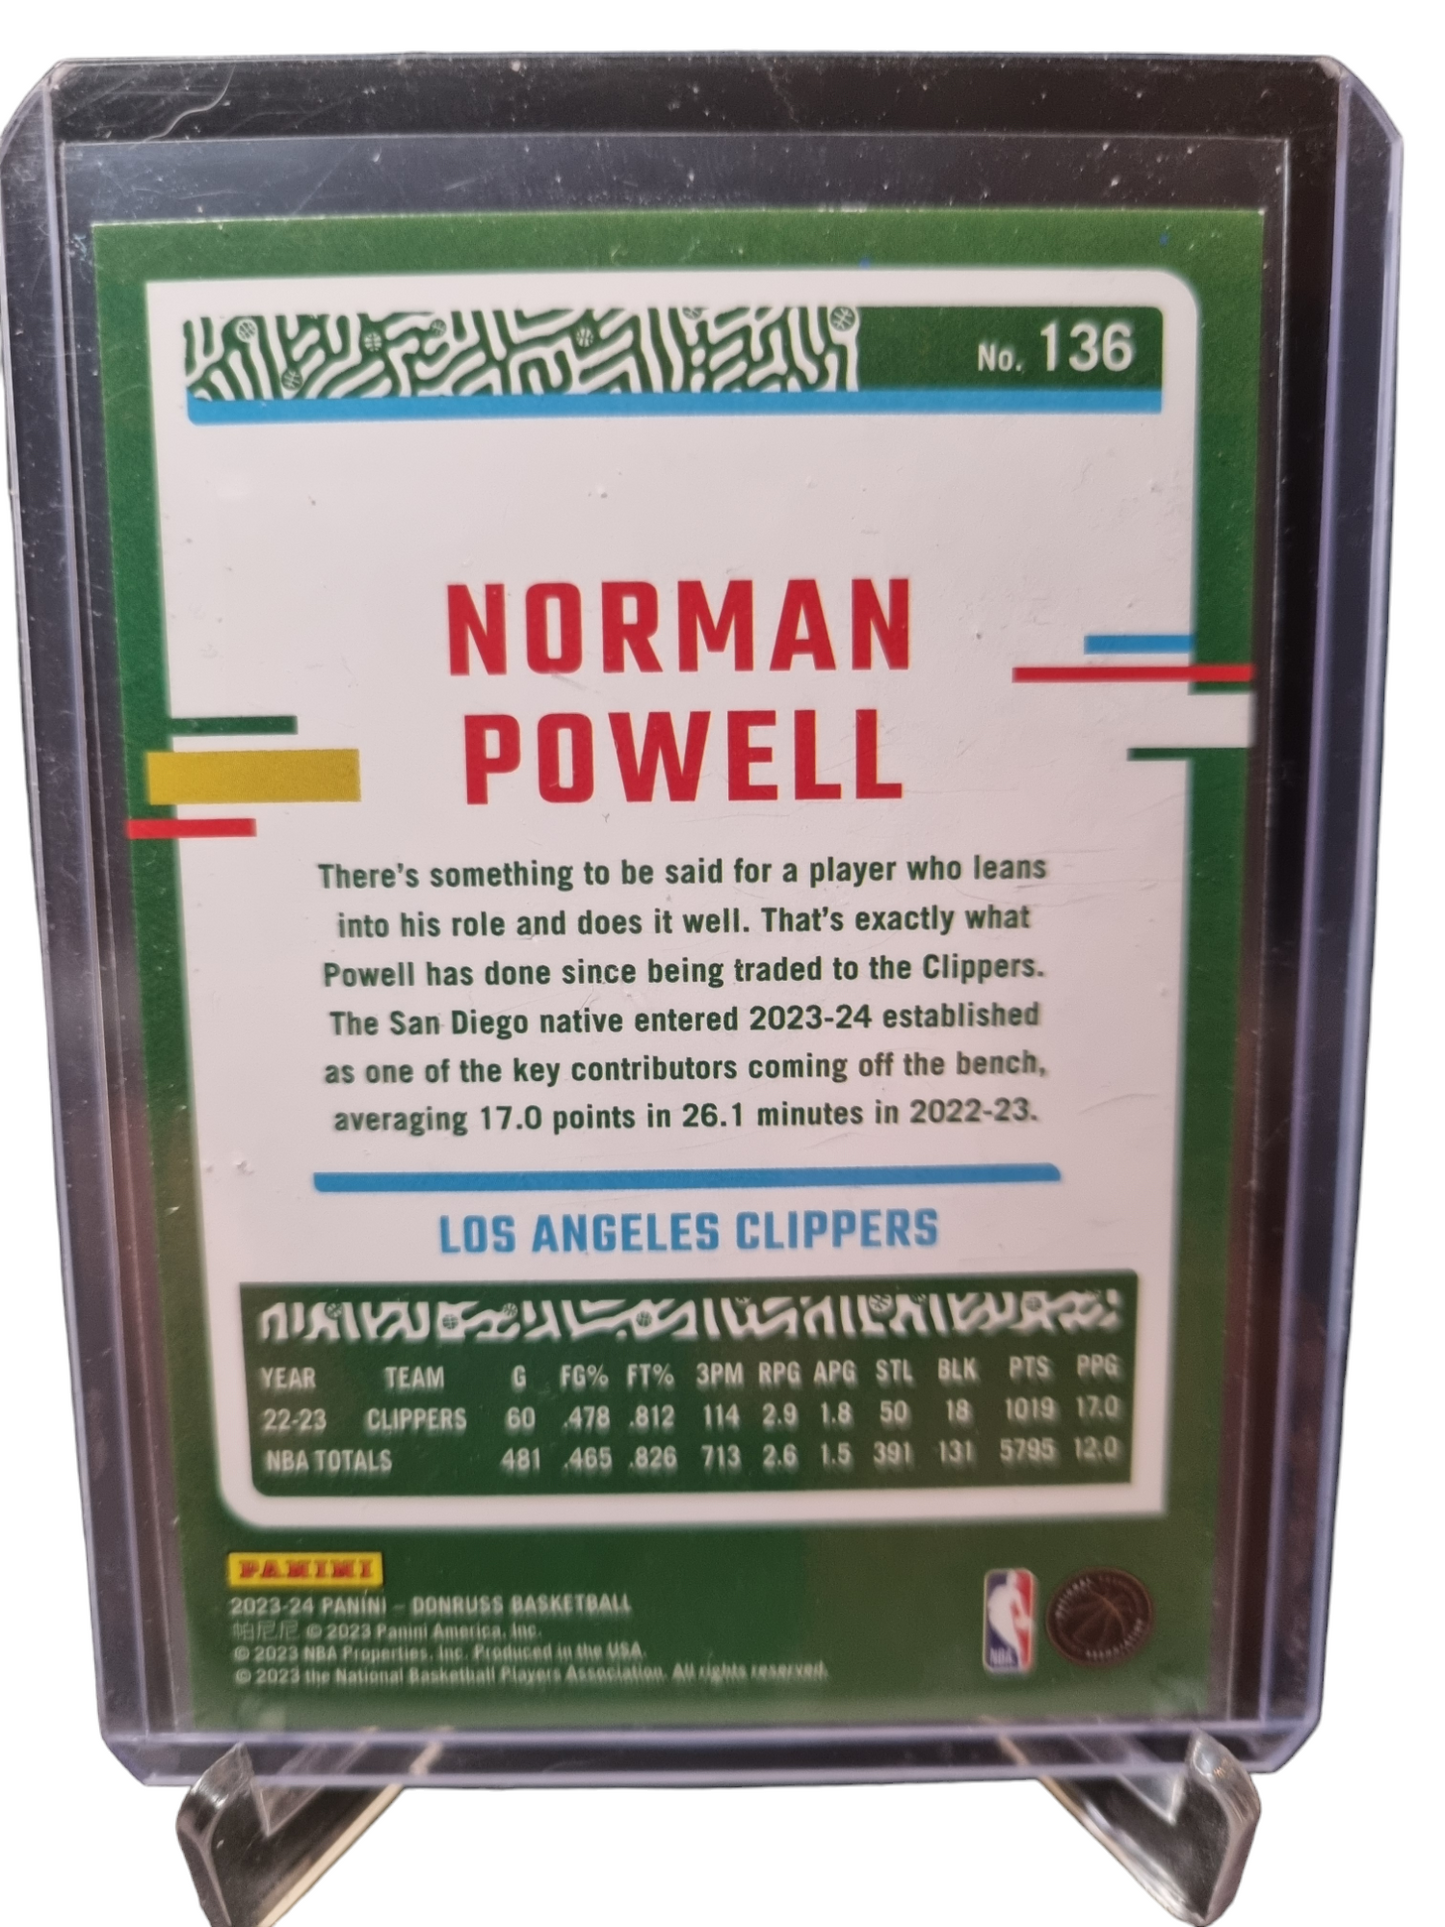 No. 136
NORMAN
POWELL
There's something to be said for a player who leans
into his role and does it well. That's exactly what
Powell has done since being traded to the Clippers.
The San Diego native entered 2023-24 established
as one of the key contributors coming off the bench,
averaging 17.0 points in 26.1 minutes in 2022-23.
LOS ANGELES CLIPPERS
YEAR TEAM G FG% FT% 3PM RPG APG STL BLK PTS PPG
22-23 CLIPPERS 60 .478 .812 114 2.9 1.8 50 18 1019 17.0
NBA TOTALS 481 .465 .826 713 2.6 1.5 391 131 5795 12.0
PANINI
2023-24 PANINI – DONRUSS BASKETBALL
帕尼尼 © 2023 Panini America, Inc.
© 2023 NBA Properties, Inc. Produced in the USA.
© 2023 the National Basketball Players Association. All rights reserved.
NBA